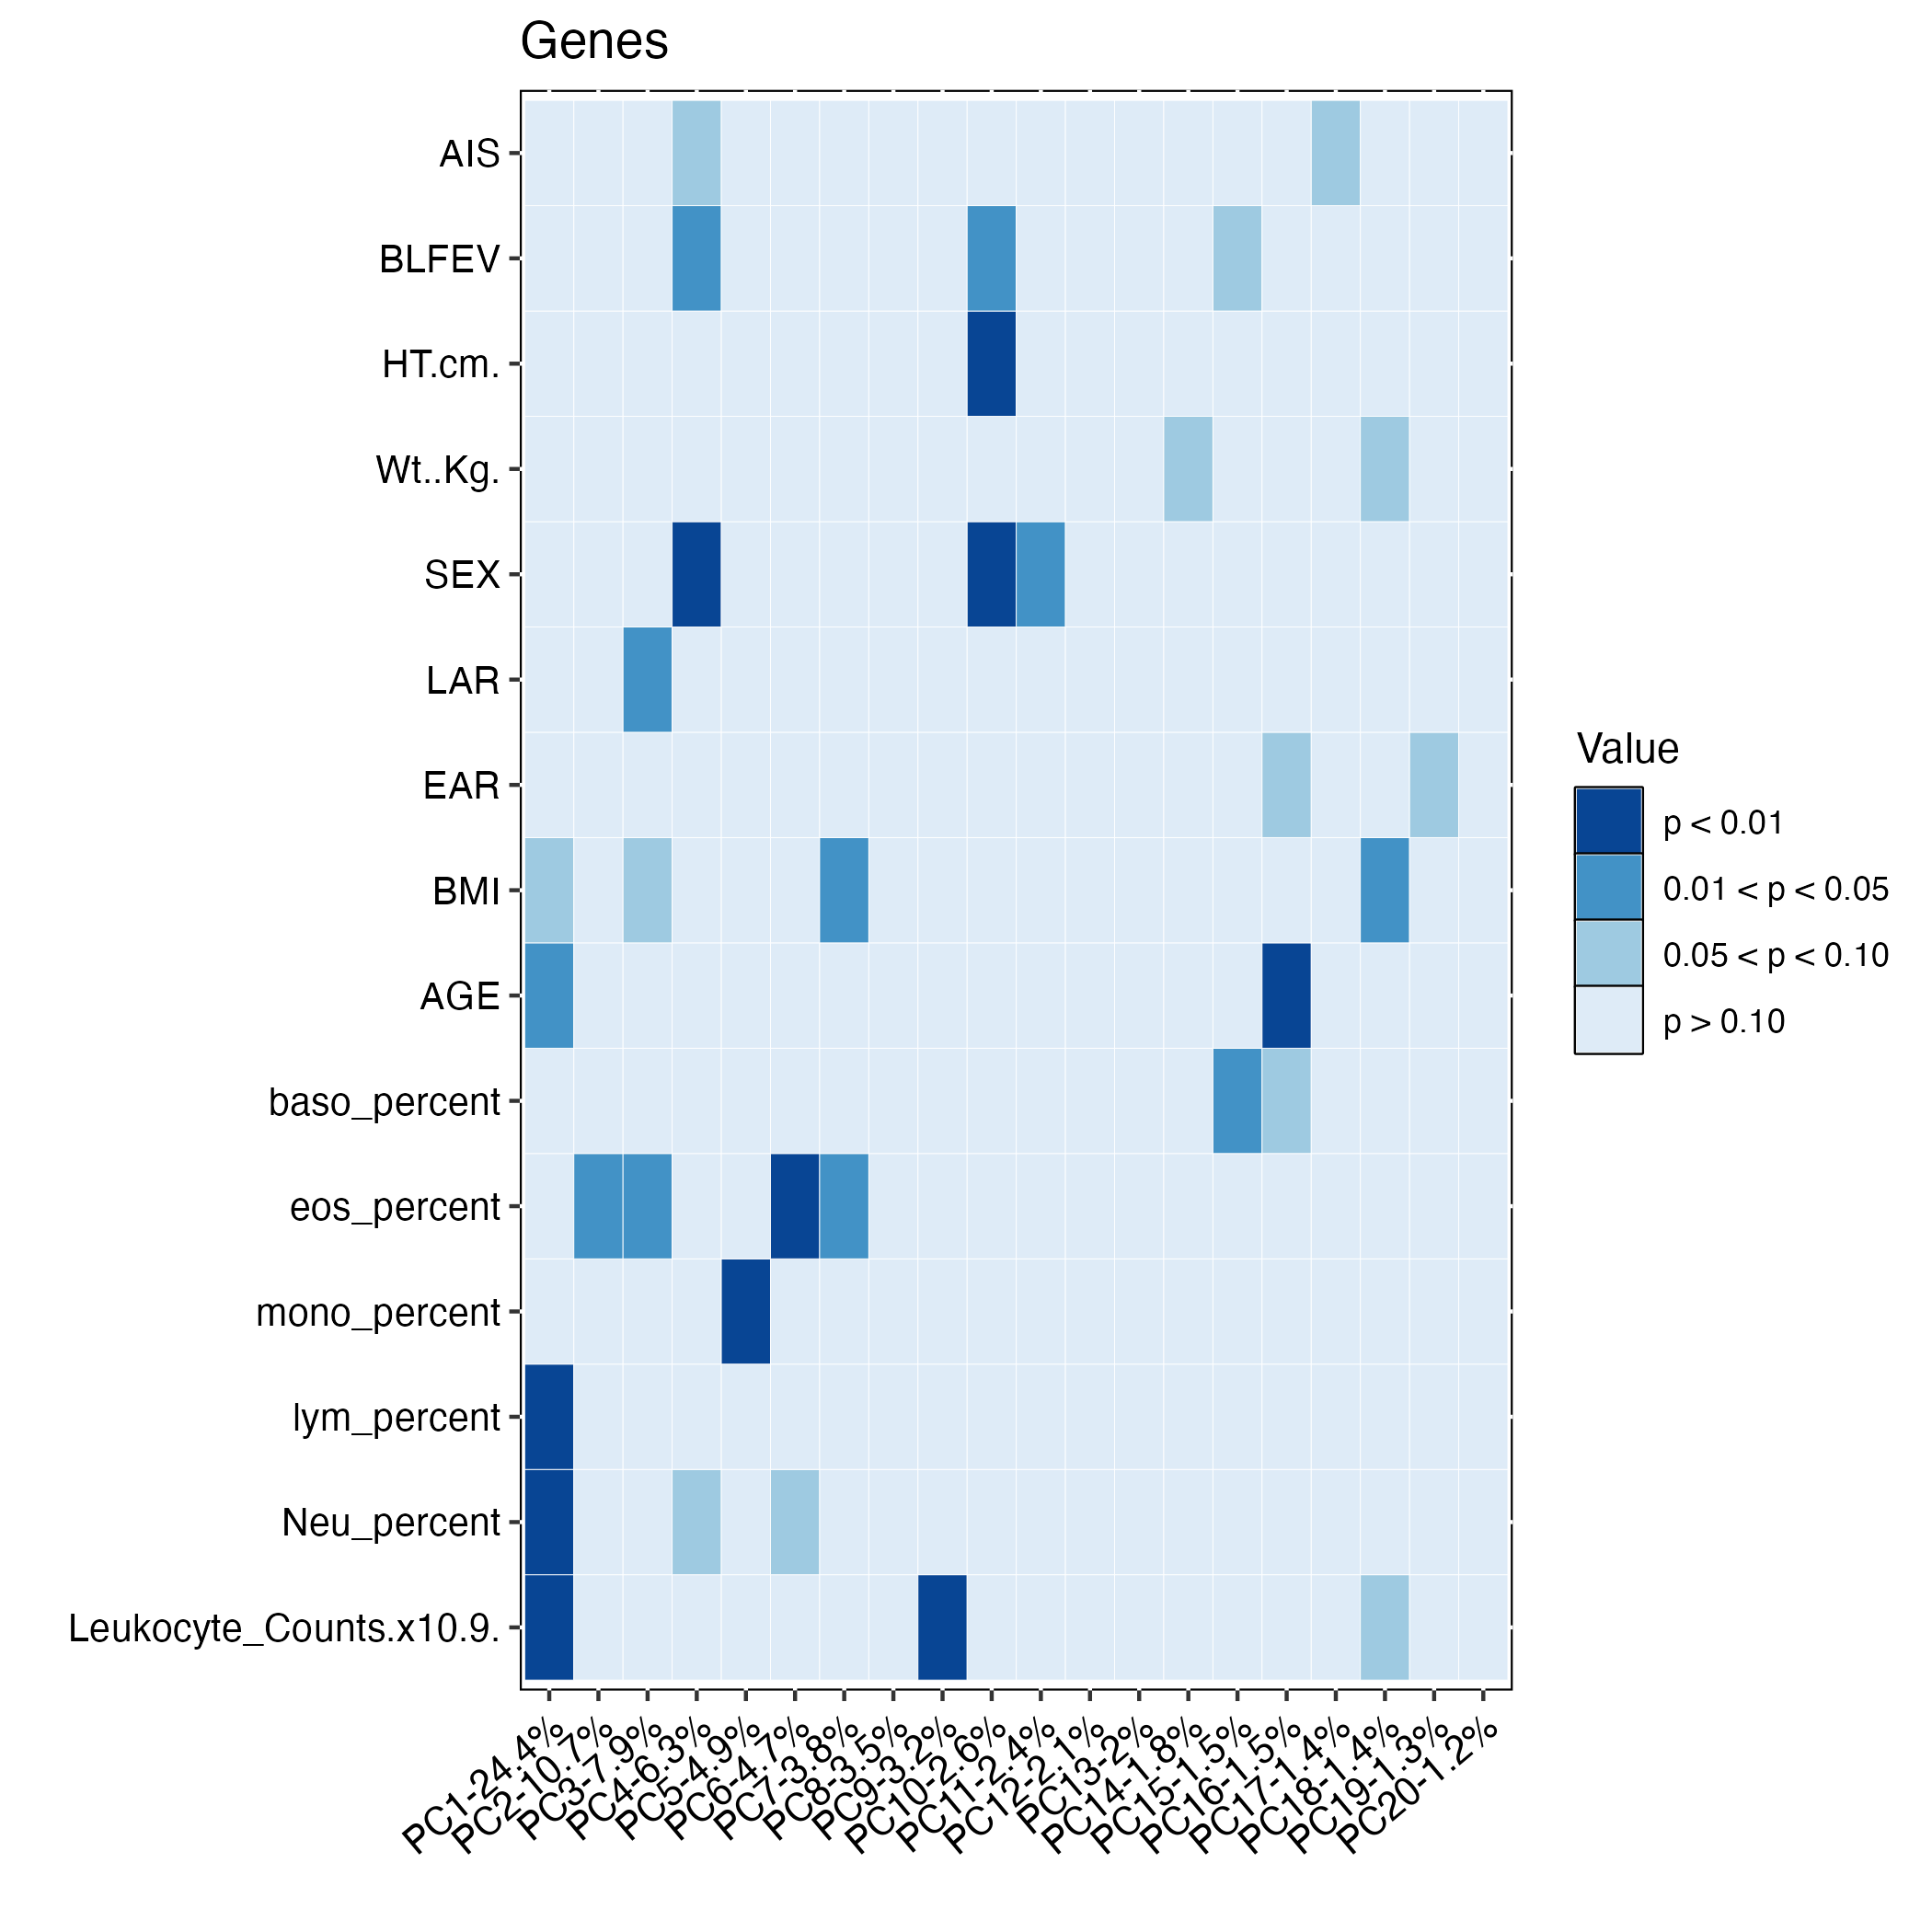 Genes
AIS
BLFEV
HT.cm.
Wt..Kg.
SEX
LAR
EAR
BMI
AGE
baso_percent
eos_percent
mono_percent
lym_percent
Neu_percent
Leukocyte_Counts.x10.9.
PC1-24.4%
PC2-10.7%
PC3-7.9%
PC4-6.3%
PC5-4.9%
PC6-4.7%
PC7-3.8%
PC8-3.5%
PC9-3.2%
PC10-2.6%
PC11-2.4%
PC12-2.1%
PC13-2%
PC14-1.8%
PC15-1.5%
PC16-1.5%
PC17-1.4%
PC18-1.4%
PC19-1.3%
PC20-1.2%
Value
p < 0.01
0.01 < p < 0.05
0.05 < p < 0.10
p > 0.10